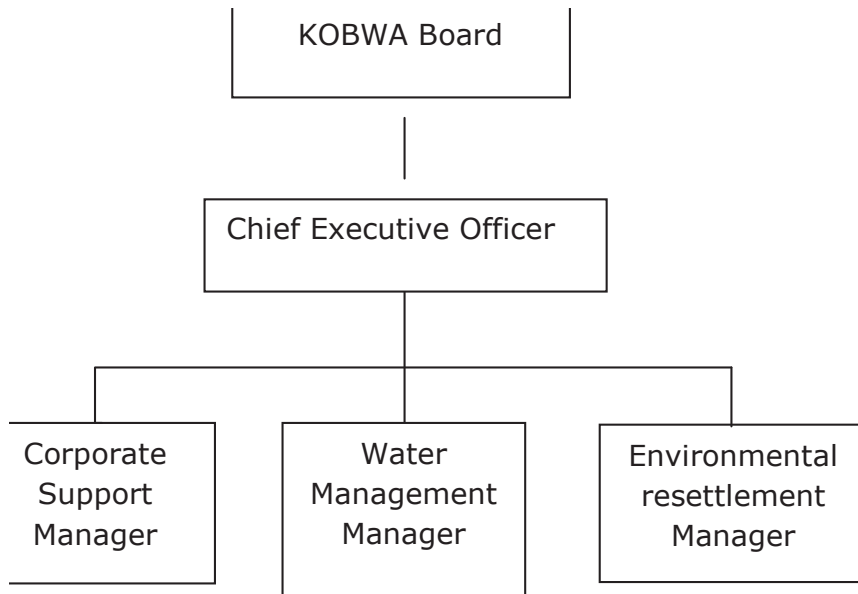 KOBWA Board
Chief Executive Officer
Corporate
Support
Manager
Water
Management
Manager
Environmental
resettlement
Manager